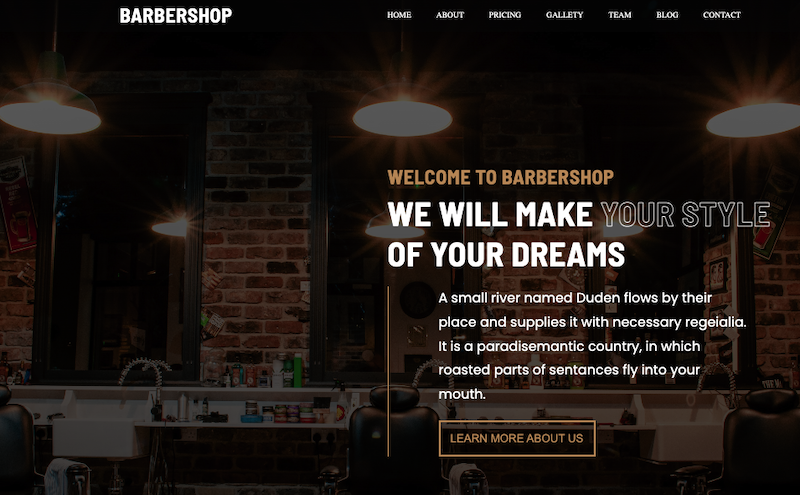 BARBERSHOP
HOME ABOUT PRICING GALLETY TEAM BLOG CONTACT
WELCOME TO BARBERSHOP
WE WILL MAKE YOUR STYLE
OF YOUR DREAMS
A small river named Duden flows by their
place and supplies it with necessary regeialia.
It is a paradisemantic country, in which
roasted parts of sentances fly into your
mouth.
LEARN MORE ABOUT US